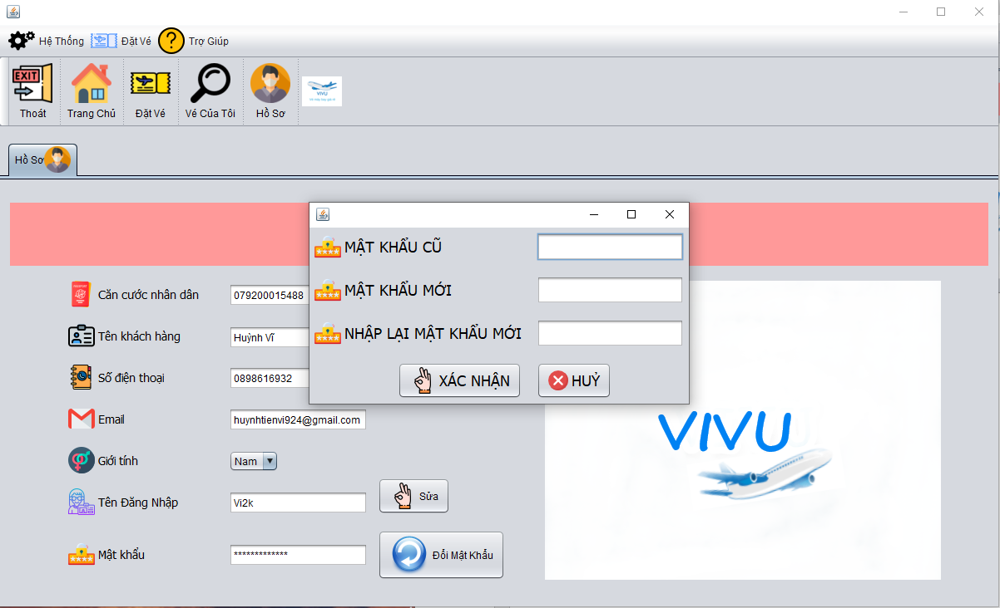 Hệ Thống Đặt Vé ? Trợ Giúp
EXIT
Thoát Trang Chủ Đặt Vé Vé Của Tôi Hồ Sơ
VIVU
Hồ Sơ
MẬT KHẨU CŨ
MẬT KHẨU MỚI
NHẬP LẠI MẬT KHẨU MỚI
XÁC NHẬN HUỶ
Căn cước nhân dân 079200015488
Tên khách hàng Huỳnh Vĩ
Số điện thoại 0898616932
Email huynhtienvi924@gmail.com
Giới tính Nam
Tên Đăng Nhập Vi2k
Sửa
Mật khẩu *************
Đổi Mật Khẩu
VIVU